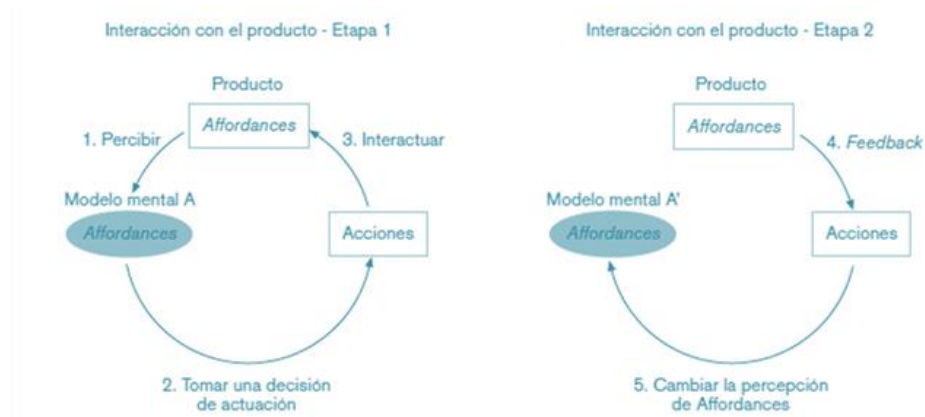 Interacción con el producto - Etapa 1
Producto
Affordances
1. Percibir
3. Interactuar
Modelo mental A
Affordances
Acciones
2. Tomar una decisión
de actuación
Interacción con el producto - Etapa 2
Producto
Affordances
4. Feedback
Modelo mental A'
Affordances
Acciones
5. Cambiar la percepción
de Affordances